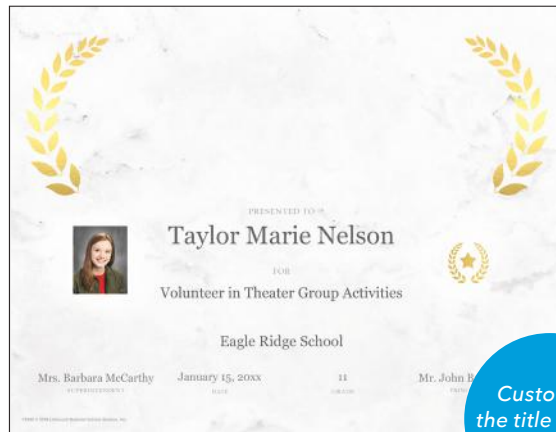 PRESENTED TO
Taylor Marie Nelson
FOR
Volunteer in Theater Group Activities
Eagle Ridge School
Mrs. Barbara McCarthy January 15, 20xx 11 Mr. John
SUPERINTENDENT DATE GRADE
the title